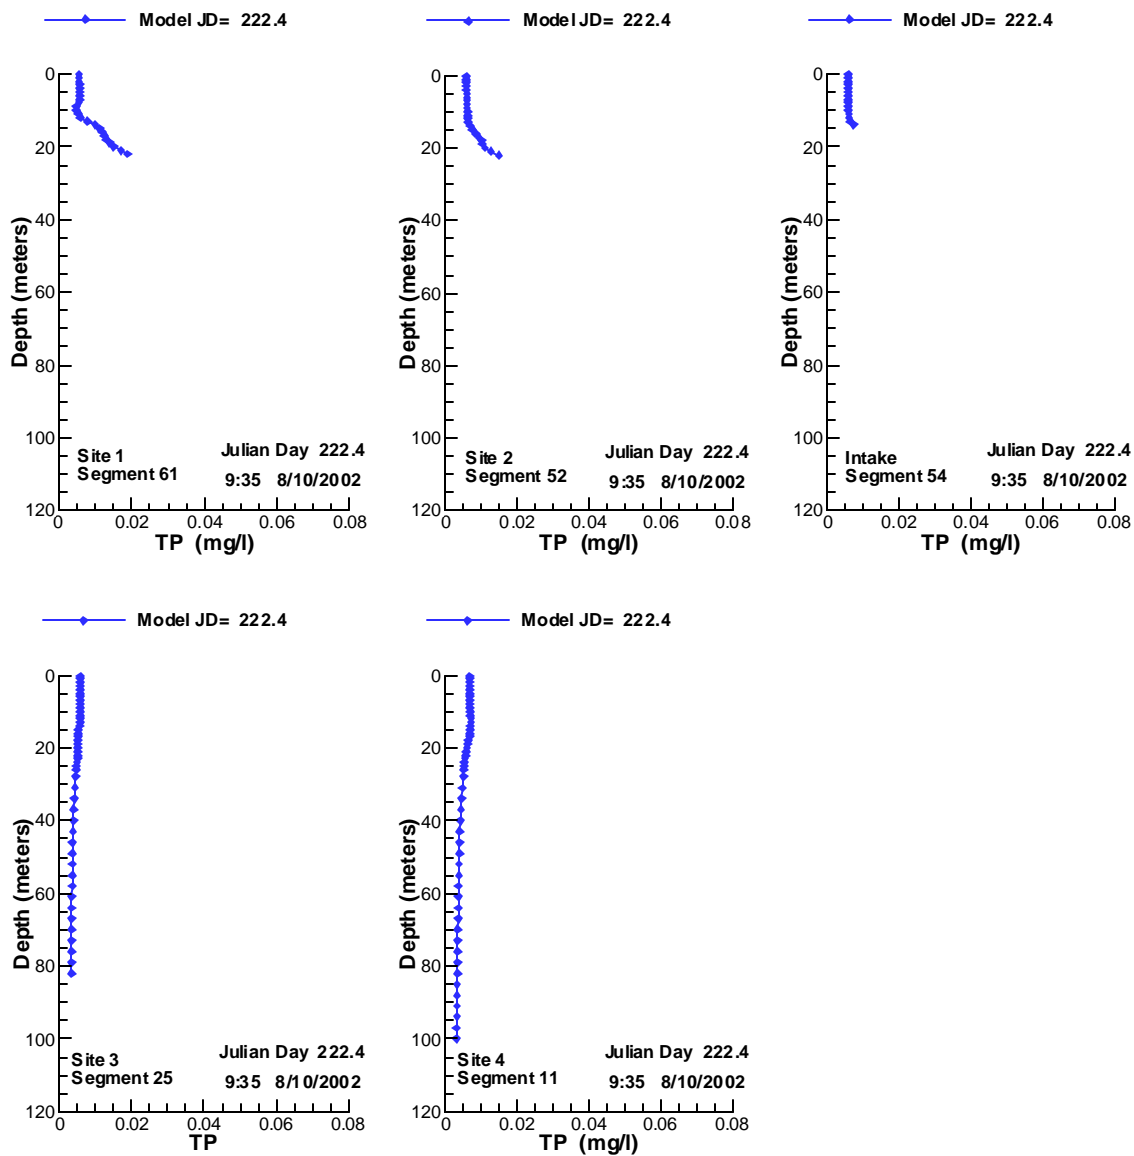 Model JD= 222.4
0
20
40
60
80
100
120
Depth (meters)
Site 1
Segment 61
Julian Day 222.4
9:35 8/10/2002
0 0.02 0.04 0.06 0.08
TP (mg/l)
Model JD= 222.4
0
20
40
60
80
100
120
Depth (meters)
Site 2
Segment 52
Julian Day 222.4
9:35 8/10/2002
0 0.02 0.04 0.06 0.08
TP (mg/l)
Model JD= 222.4
0
20
40
60
80
100
120
Depth (meters)
Intake
Segment 54
Julian Day 222.4
9:35 8/10/2002
0 0.02 0.04 0.06 0.08
TP (mg/l)
Model JD= 222.4
0
20
40
60
80
100
120
Depth (meters)
Site 3
Segment 25
Julian Day 222.4
9:35 8/10/2002
0 0.02 0.04 0.06 0.08
TP
Model JD= 222.4
0
20
40
60
80
100
120
Depth (meters)
Site 4
Segment 11
Julian Day 222.4
9:35 8/10/2002
0 0.02 0.04 0.06 0.08
TP (mg/l)